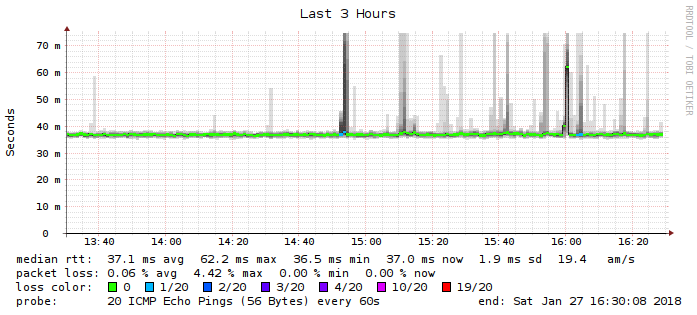 Last 3 Hours
RRDTOOL / TOBI OETIKER
Seconds
70 m
60 m
50 m
40 m
30 m
20 m
10 m
0
13:40 14:00 14:20 14:40 15:00 15:20 15:40 16:00 16:20
median rtt: 37.1 ms avg 62.2 ms max 36.5 ms min 37.0 ms now 1.9 ms sd 19.4 am/s
packet loss: 0.06 % avg 4.42 % max 0.00 % min 0.00 % now
loss color: 0 1/20 2/20 3/20 4/20 10/20 19/20
probe: 20 ICMP Echo Pings (56 Bytes) every 60s end: Sat Jan 27 16:30:08 2018